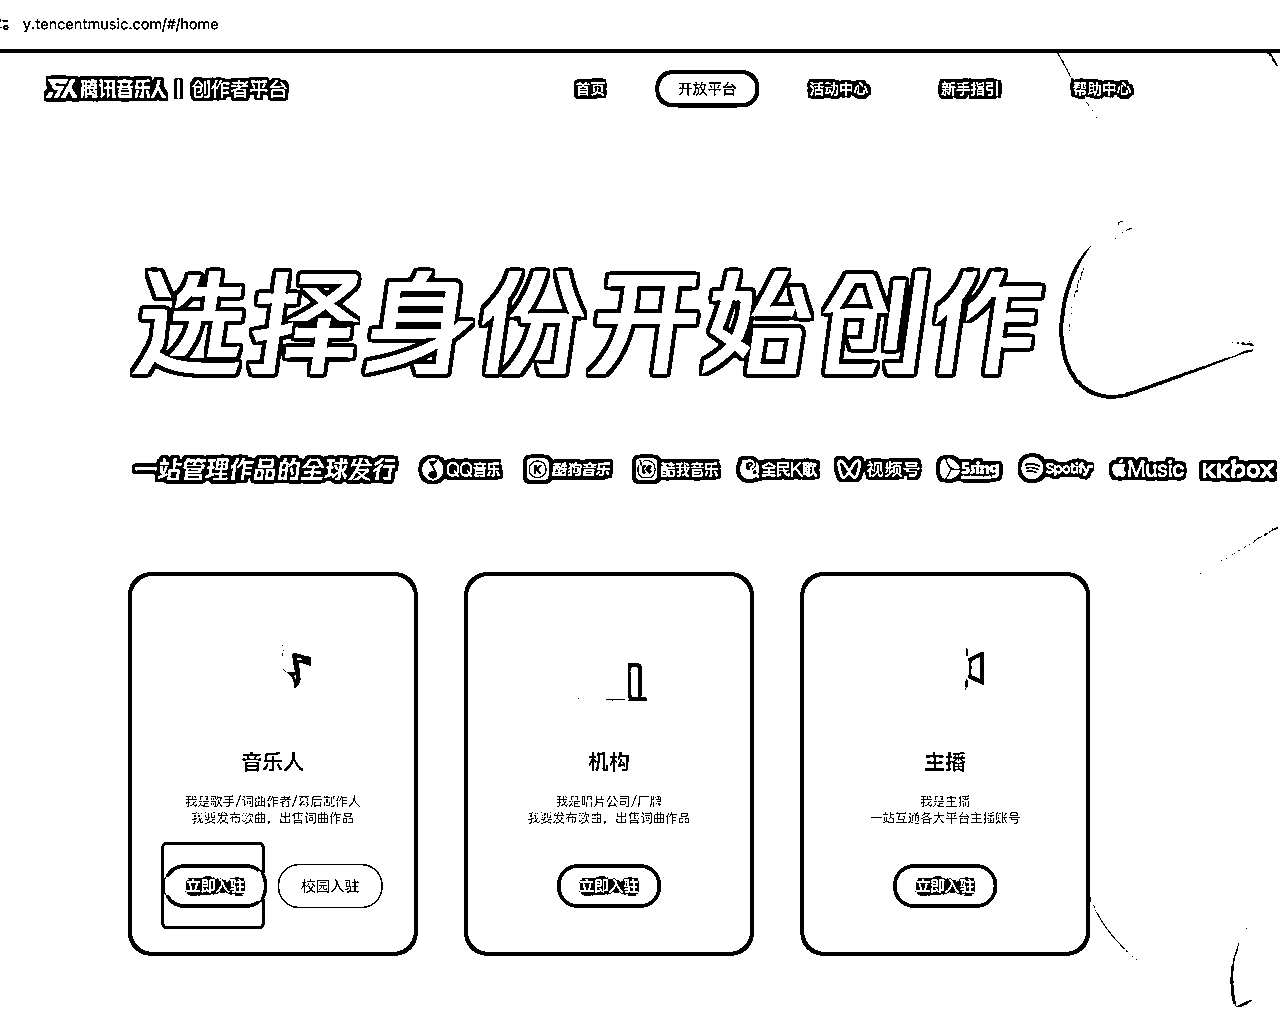 y.tencentmusic.com/#/home
腾讯音乐人 | 创作者平台 首页 开放平台 活动中心 新手指引 帮助中心
选择身份开始创作
一站管理作品的全球发行 QQ音乐 酷狗音乐 酷我音乐 全民K歌 视频号 5sing Spotify Music KKBOX
音乐人 机构 主播
我是歌手/词曲作者/幕后制作人 我是唱片公司/厂牌 我是主播
我要发布歌曲，出售词曲作品 我要发布歌曲，出售词曲作品 一站互通各大平台主播账号
立即入驻 校园入驻 立即入驻 立即入驻